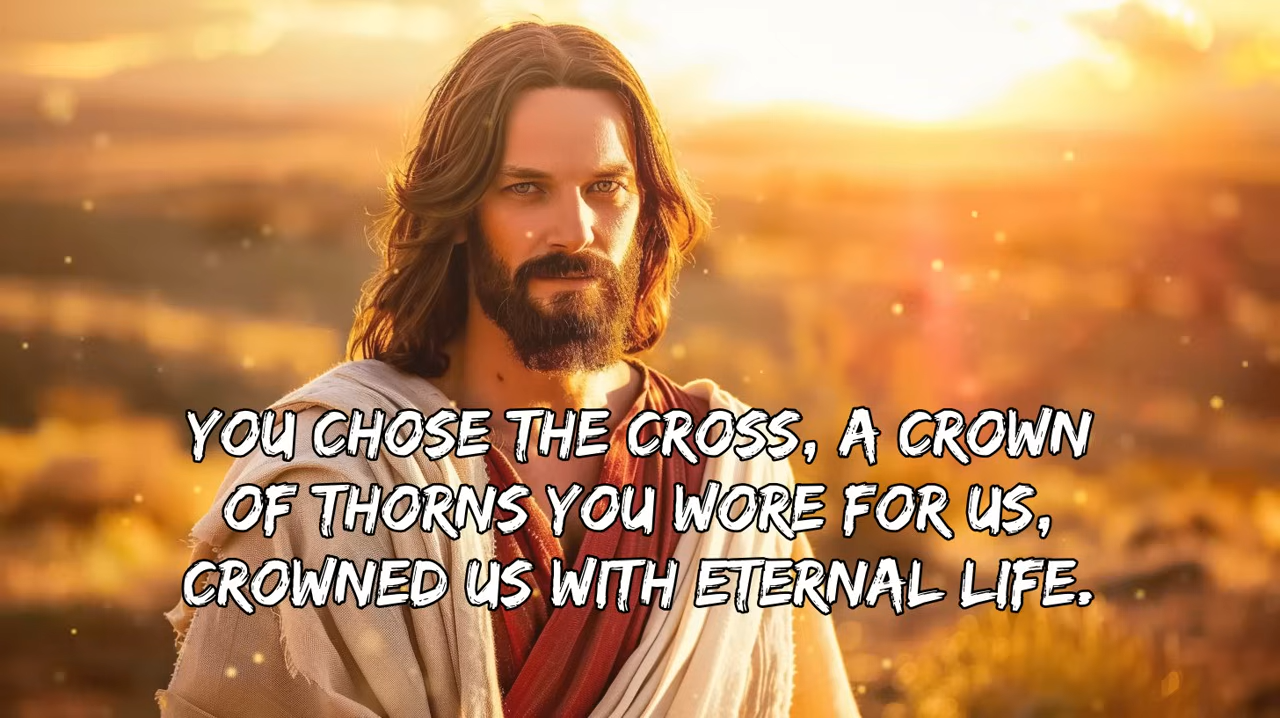 YOU CHOSE THE CROSS, A CROWN
OF THORNS YOU WORE FOR US,
CROWNED US WITH ETERNAL LIFE.